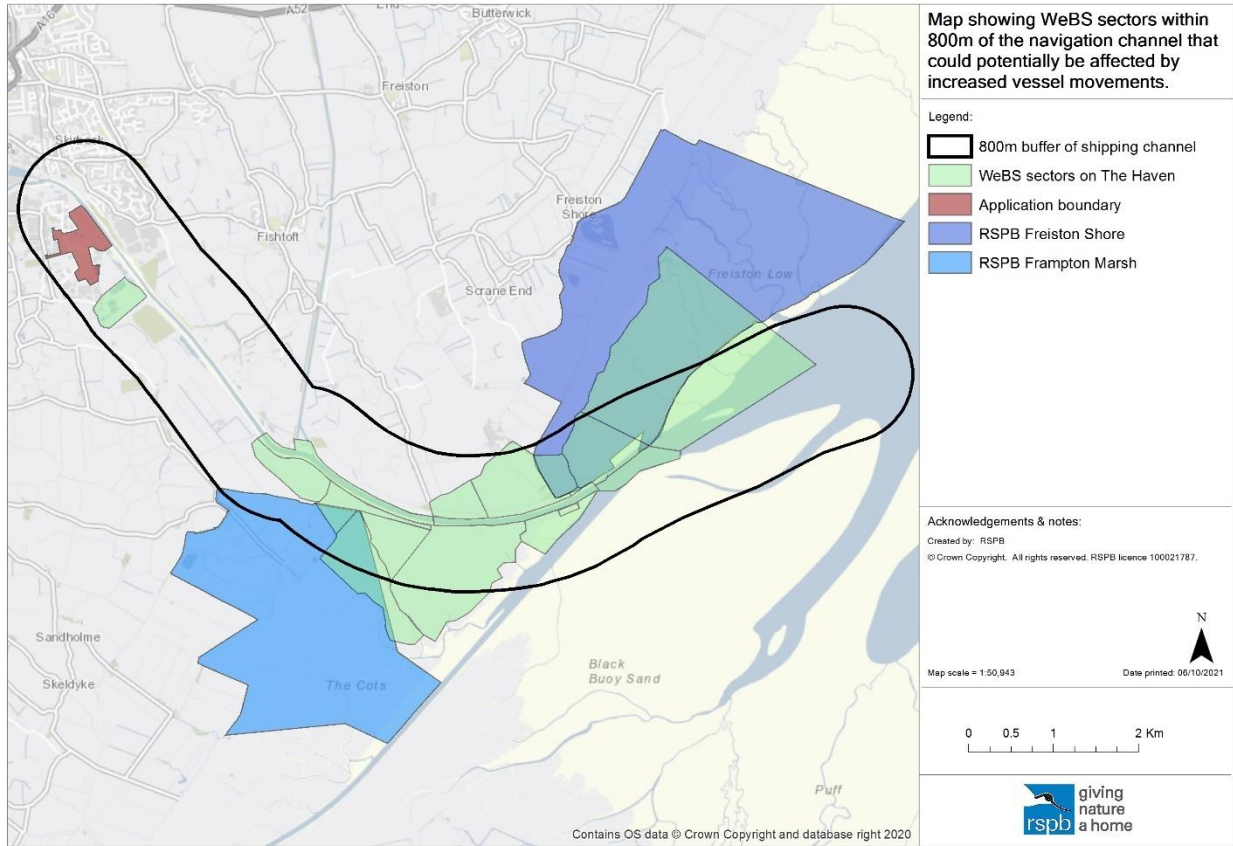 A16
A52
End
Butterwick
Freiston
Skirbeck
Fishtoft
Freiston
Shore
Scrane End
Freiston Low
Sandholme
Skeldyke
The Cots
Black
Buoy Sand
Puff
Contains OS data © Crown Copyright and database right 2020
Map showing WeBS sectors within
800m of the navigation channel that
could potentially be affected by
increased vessel movements.
Legend:
800m buffer of shipping channel
WeBS sectors on The Haven
Application boundary
RSPB Freiston Shore
RSPB Frampton Marsh
Acknowledgements & notes:
Created by: RSPB
© Crown Copyright. All rights reserved. RSPB licence 100021787.
N
Map scale = 1:50,943
Date printed: 06/10/2021
0 0.5 1 2 Km
rspb
giving
nature
a home